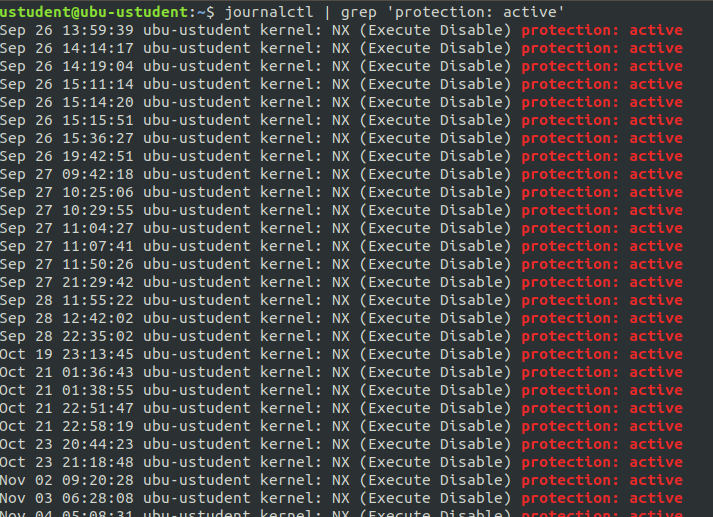 ustudent@ubu-ustudent:~$ journalctl | grep 'protection: active'
Sep 26 13:59:39 ubu-ustudent kernel: NX (Execute Disable) protection: active
Sep 26 14:14:17 ubu-ustudent kernel: NX (Execute Disable) protection: active
Sep 26 14:19:04 ubu-ustudent kernel: NX (Execute Disable) protection: active
Sep 26 15:11:14 ubu-ustudent kernel: NX (Execute Disable) protection: active
Sep 26 15:14:20 ubu-ustudent kernel: NX (Execute Disable) protection: active
Sep 26 15:15:51 ubu-ustudent kernel: NX (Execute Disable) protection: active
Sep 26 15:36:27 ubu-ustudent kernel: NX (Execute Disable) protection: active
Sep 26 19:42:51 ubu-ustudent kernel: NX (Execute Disable) protection: active
Sep 27 09:42:18 ubu-ustudent kernel: NX (Execute Disable) protection: active
Sep 27 10:25:06 ubu-ustudent kernel: NX (Execute Disable) protection: active
Sep 27 10:29:55 ubu-ustudent kernel: NX (Execute Disable) protection: active
Sep 27 11:04:27 ubu-ustudent kernel: NX (Execute Disable) protection: active
Sep 27 11:07:41 ubu-ustudent kernel: NX (Execute Disable) protection: active
Sep 27 11:50:26 ubu-ustudent kernel: NX (Execute Disable) protection: active
Sep 27 21:29:42 ubu-ustudent kernel: NX (Execute Disable) protection: active
Sep 28 11:55:22 ubu-ustudent kernel: NX (Execute Disable) protection: active
Sep 28 12:42:02 ubu-ustudent kernel: NX (Execute Disable) protection: active
Sep 28 22:35:02 ubu-ustudent kernel: NX (Execute Disable) protection: active
Oct 19 23:13:45 ubu-ustudent kernel: NX (Execute Disable) protection: active
Oct 21 01:36:43 ubu-ustudent kernel: NX (Execute Disable) protection: active
Oct 21 01:38:55 ubu-ustudent kernel: NX (Execute Disable) protection: active
Oct 21 22:51:47 ubu-ustudent kernel: NX (Execute Disable) protection: active
Oct 21 22:58:19 ubu-ustudent kernel: NX (Execute Disable) protection: active
Oct 23 20:44:23 ubu-ustudent kernel: NX (Execute Disable) protection: active
Oct 23 21:18:48 ubu-ustudent kernel: NX (Execute Disable) protection: active
Nov 02 09:20:28 ubu-ustudent kernel: NX (Execute Disable) protection: active
Nov 03 06:28:08 ubu-ustudent kernel: NX (Execute Disable) protection: active
Nov 04 05:08:31 ubu-ustudent kernel: NX (Execute Disable) protection: active